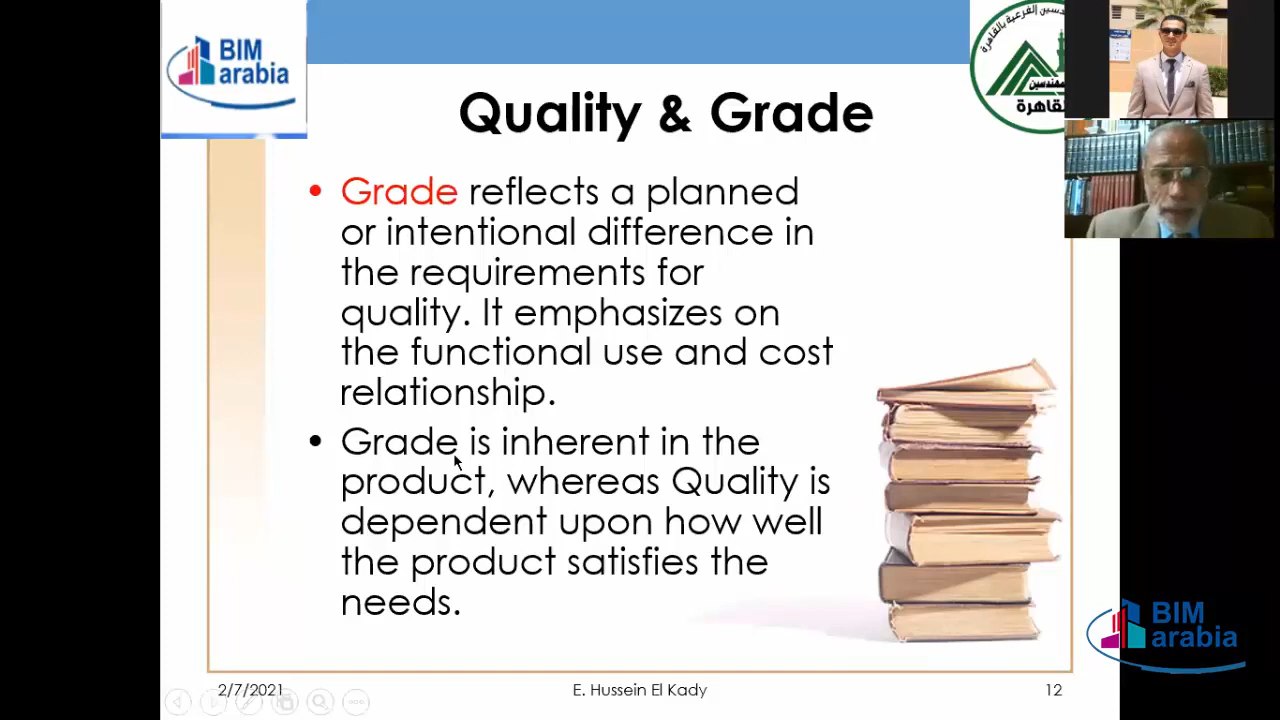 BIM
arabia
Quality & Grade
• Grade reflects a planned
or intentional difference in
the requirements for
quality. It emphasizes on
the functional use and cost
relationship.
• Grade is inherent in the
product, whereas Quality is
dependent upon how well
the product satisfies the
needs.
2/7/2021
E. Hussein El Kady
12
BIM
arabia